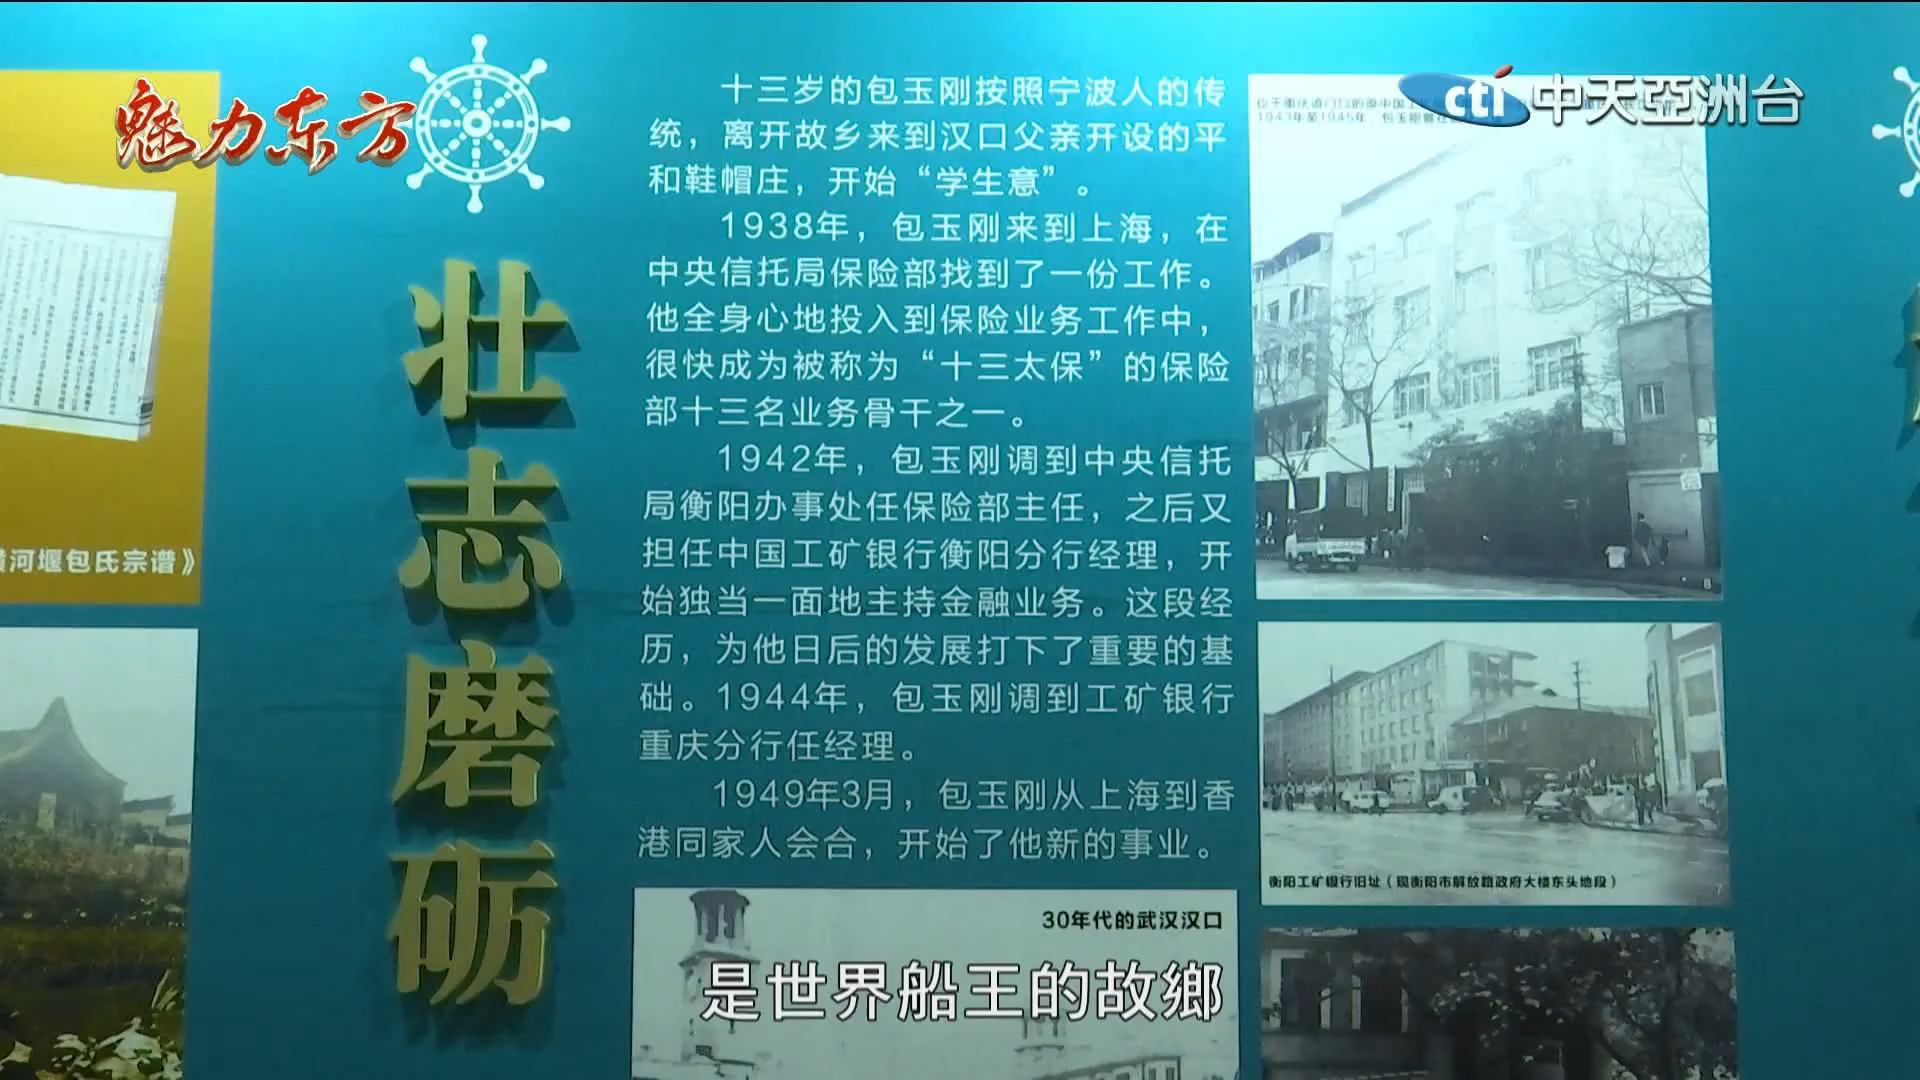 魅力东方
cti 中天亞洲台
壮志磨砺
十三岁的包玉刚按照宁波人的传
统，离开故乡来到汉口父亲开设的平
和鞋帽庄，开始“学生意”。
1938年，包玉刚来到上海，在
中央信托局保险部找到了一份工作。
他全身心地投入到保险业务工作中，
很快成为被称为“十三太保”的保险
部十三名业务骨干之一。
1942年，包玉刚调到中央信托
局衡阳办事处任保险部主任，之后又
担任中国工矿银行衡阳分行经理，开
始独当一面地主持金融业务。这段经
历，为他日后的发展打下了重要的基
础。1944年，包玉刚调到工矿银行
重庆分行任经理。
1949年3月，包玉刚从上海到香
港同家人会合，开始了他新的事业。
河堰包氏宗谱》
1943年至1945年
8
衡阳工矿银行旧址（现衡阳市解放路政府大楼东头地段）
7
30年代的武汉汉口
是世界船王的故鄉